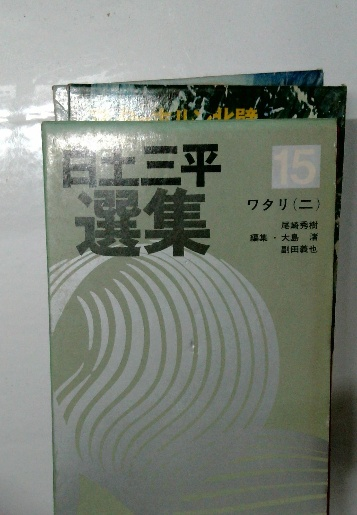 白土三平
選集
15
ワタリ(二)
尾崎秀樹
編集・大島 渚
副田義也